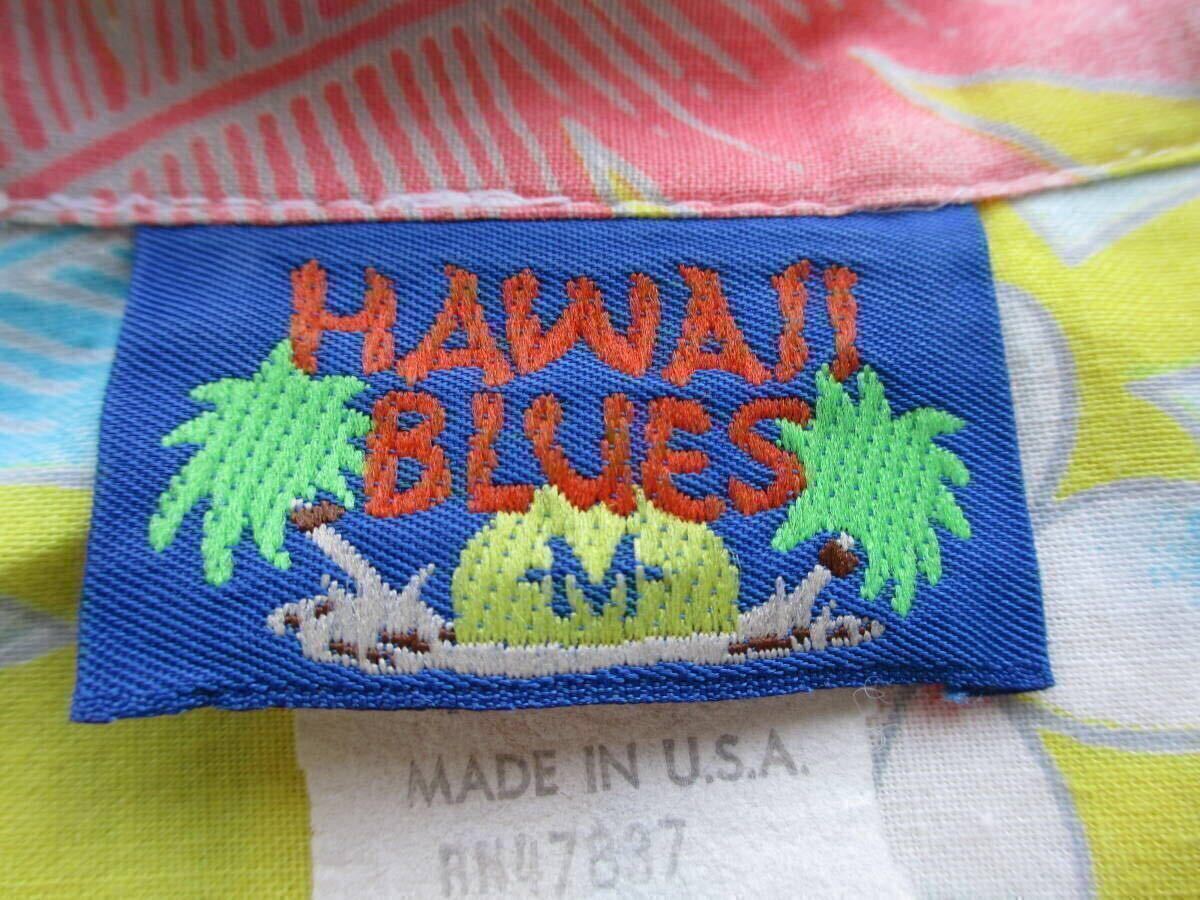 HAWAII
BLUES
M
MADE IN U.S.A.
RN47837